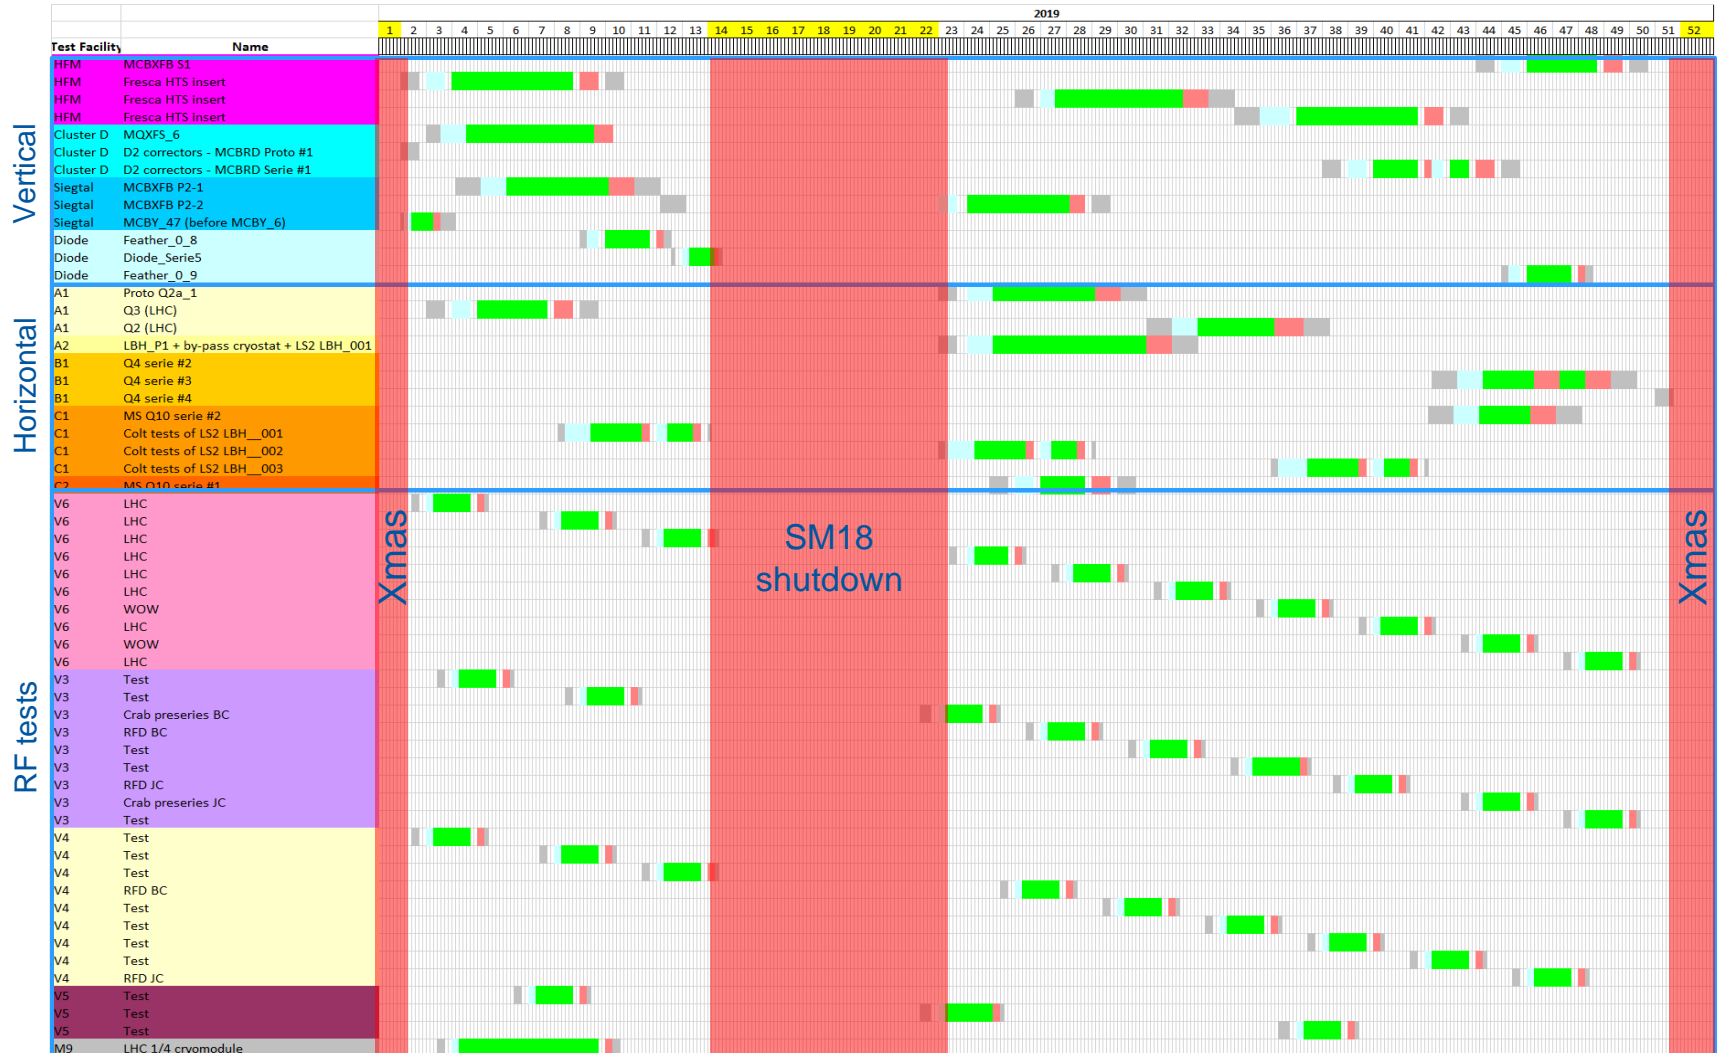 2019
1 2 3 4 5 6 7 8 9 10 11 12 13 14 15 16 17 18 19 20 21 22 23 24 25 26 27 28 29 30 31 32 33 34 35 36 37 38 39 40 41 42 43 44 45 46 47 48 49 50 51 52
Test Facility Name
Vertical
HFM MCBXFB S1
HFM Fresca HTS insert
HFM Fresca HTS insert
HFM Fresca HTS insert
Cluster D MQXFS_6
Cluster D D2 correctors - MCBRD Proto #1
Cluster D D2 correctors - MCBRD Serie #1
Siegtal MCBXFB P2-1
Siegtal MCBXFB P2-2
Siegtal MCBY_47 (before MCBY_6)
Diode Feather_0_8
Diode Diode_Serie5
Diode Feather_0_9
Horizontal
A1 Proto Q2a_1
A1 Q3 (LHC)
A1 Q2 (LHC)
A2 LBH_P1 + by-pass cryostat + LS2 LBH_001
B1 Q4 serie #2
B1 Q4 serie #3
B1 Q4 serie #4
C1 MS Q10 serie #2
C1 Colt tests of LS2 LBH__001
C1 Colt tests of LS2 LBH__002
C1 Colt tests of LS2 LBH__003
C2 MS Q10 serie #1
RF tests
V6 LHC
V6 LHC
V6 LHC
V6 LHC
V6 LHC
V6 LHC
V6 WOW
V6 LHC
V6 WOW
V6 LHC
V3 Test
V3 Test
V3 Crab preseries BC
V3 RFD BC
V3 Test
V3 Test
V3 RFD JC
V3 Crab preseries JC
V3 Test
V4 Test
V4 Test
V4 Test
V4 RFD BC
V4 Test
V4 Test
V4 Test
V4 Test
V4 RFD JC
V5 Test
V5 Test
V5 Test
M9 LHC 1/4 cryomodule
Xmas
SM18
shutdown
Xmas